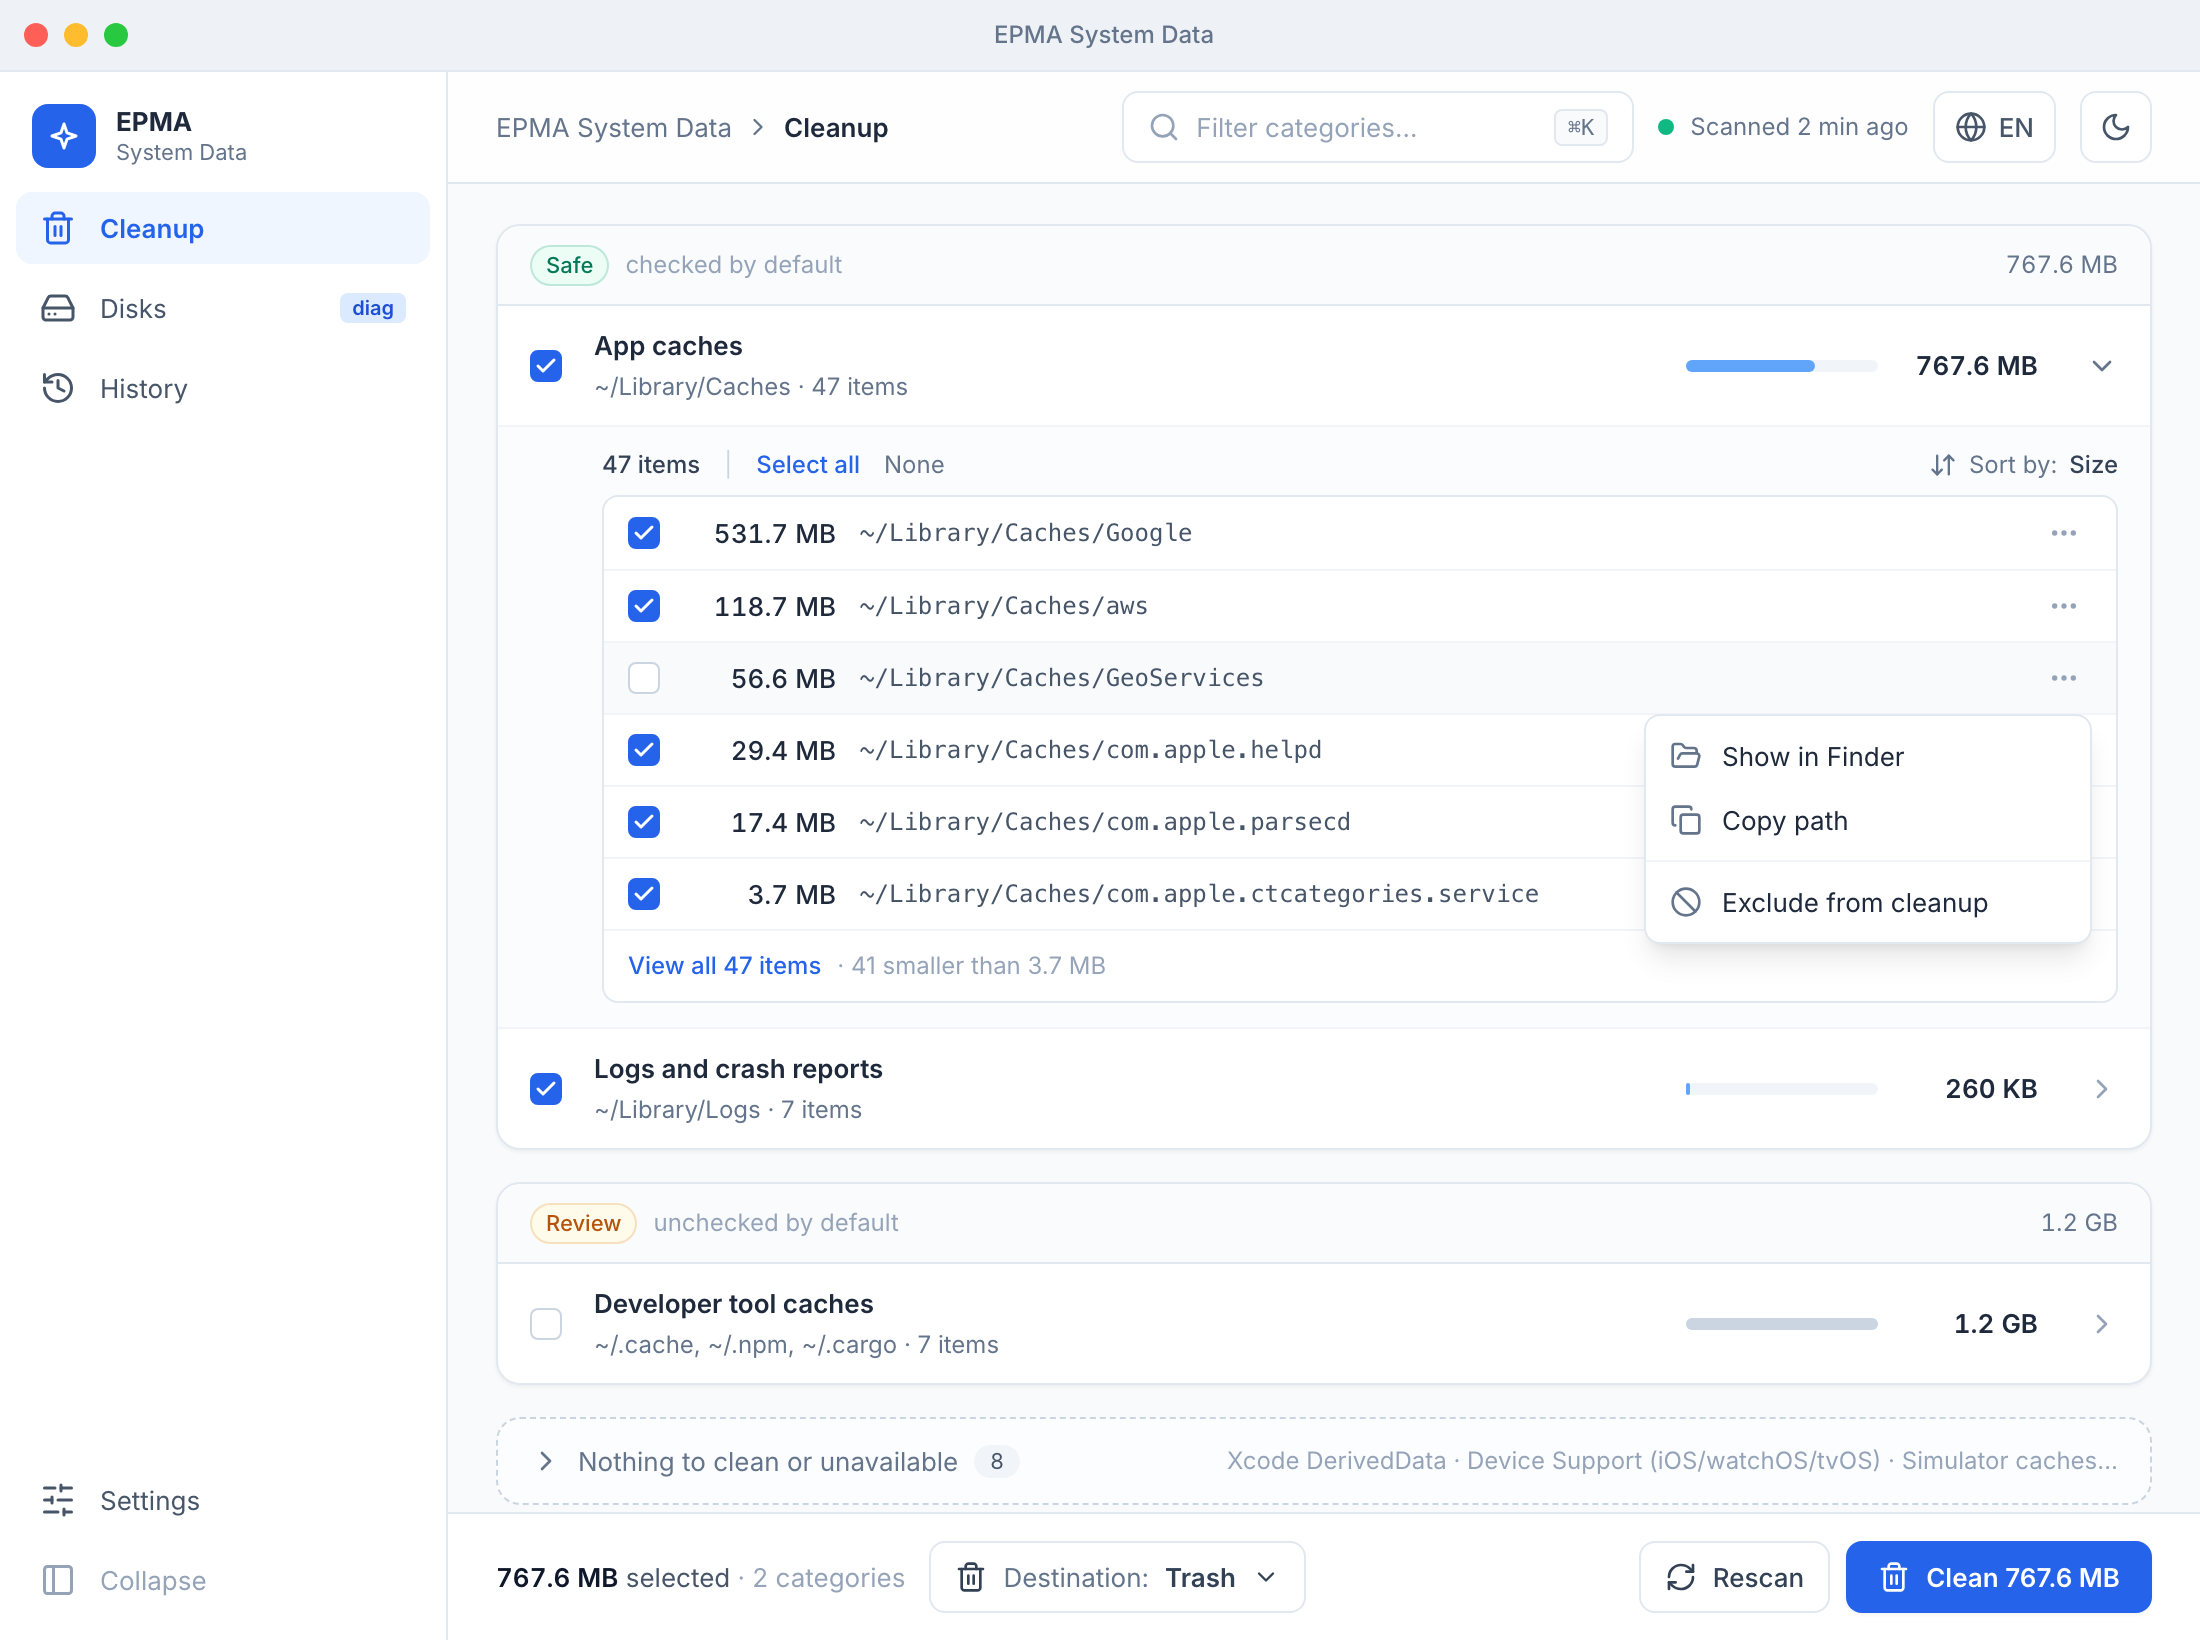 EPMA System Data
EPMA
System Data
Cleanup
Disks
diag
History
Settings
Collapse
EPMA System Data > Cleanup
Filter categories...
⌘K
Scanned 2 min ago
EN
Safe checked by default 767.6 MB
App caches
~/Library/Caches · 47 items
767.6 MB
47 items Select all None Sort by: Size
531.7 MB ~/Library/Caches/Google
118.7 MB ~/Library/Caches/aws
56.6 MB ~/Library/Caches/GeoServices
29.4 MB ~/Library/Caches/com.apple.helpd
17.4 MB ~/Library/Caches/com.apple.parsecd
3.7 MB ~/Library/Caches/com.apple.ctcategories.service
Show in Finder
Copy path
Exclude from cleanup
View all 47 items · 41 smaller than 3.7 MB
Logs and crash reports
~/Library/Logs · 7 items
260 KB
Review unchecked by default 1.2 GB
Developer tool caches
~/.cache, ~/.npm, ~/.cargo · 7 items
1.2 GB
Nothing to clean or unavailable 8 Xcode DerivedData · Device Support (iOS/watchOS/tvOS) · Simulator caches...
767.6 MB selected · 2 categories
Destination: Trash
Rescan
Clean 767.6 MB